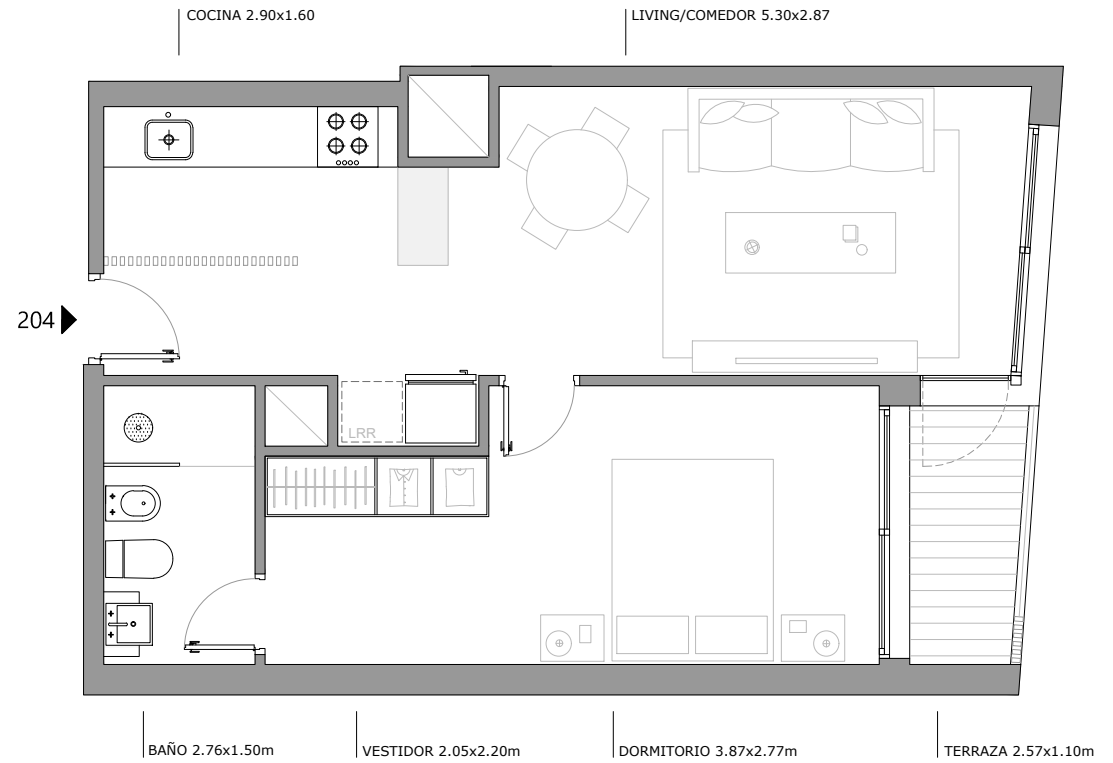 COCINA 2.90x1.60
LIVING/COMEDOR 5.30x2.87
204
LRR
BAÑO 2.76x1.50m
VESTIDOR 2.05x2.20m
DORMITORIO 3.87x2.77m
TERRAZA 2.57x1.10m